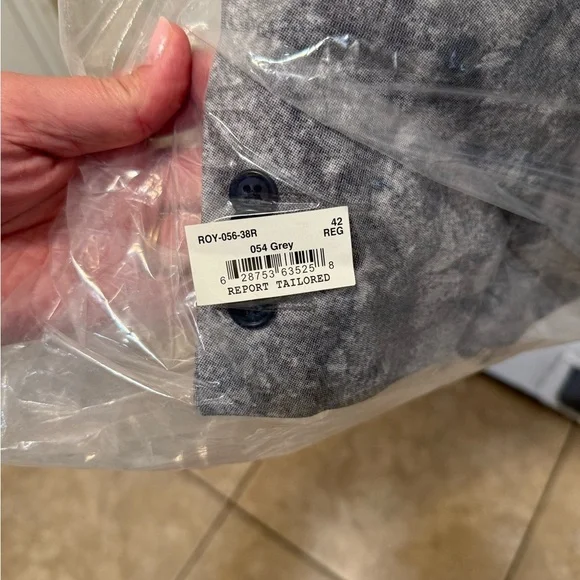 ROY-056-38R 42
REG
054 Grey
6 28753 63525 8
REPORT TAILORED